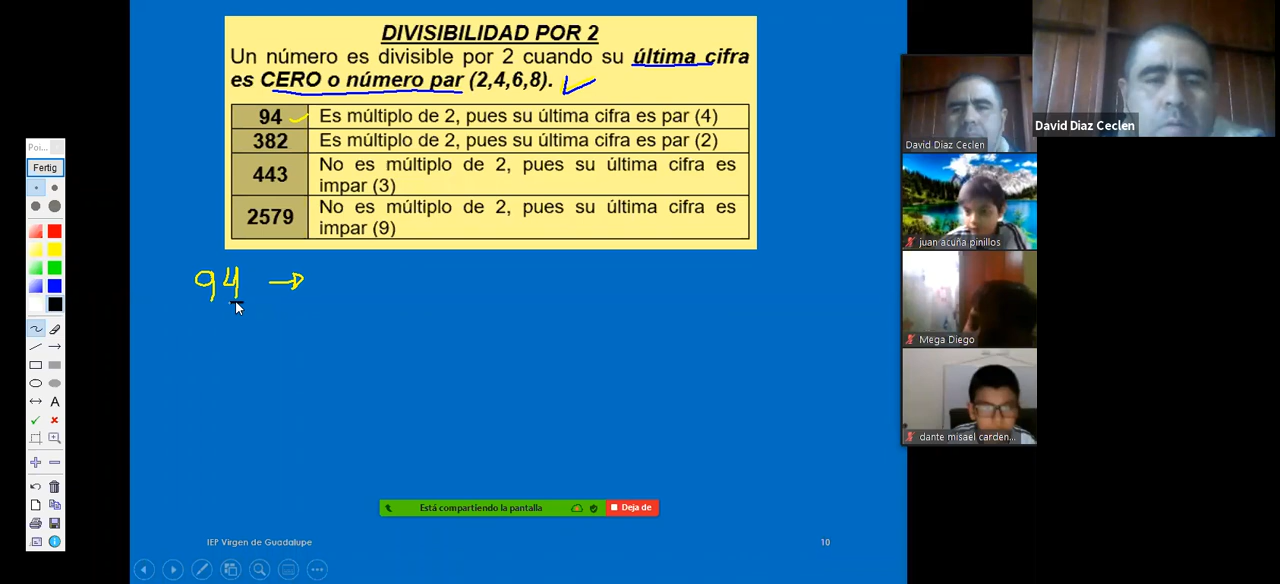 DIVISIBILIDAD POR 2
Un número es divisible por 2 cuando su última cifra
es CERO o número par (2,4,6,8).
94 Es múltiplo de 2, pues su última cifra es par (4)
382 Es múltiplo de 2, pues su última cifra es par (2)
443 No es múltiplo de 2, pues su última cifra es
impar (3)
2579 No es múltiplo de 2, pues su última cifra es
impar (9)
94 →
Poi...
Fertig
A
David Diaz Ceclen
David Diaz Ceclen
juan acuña pinillos
Mega Diego
dante misael carden...
Está compartiendo la pantalla
Deja de
IEP Virgen de Guadalupe
10